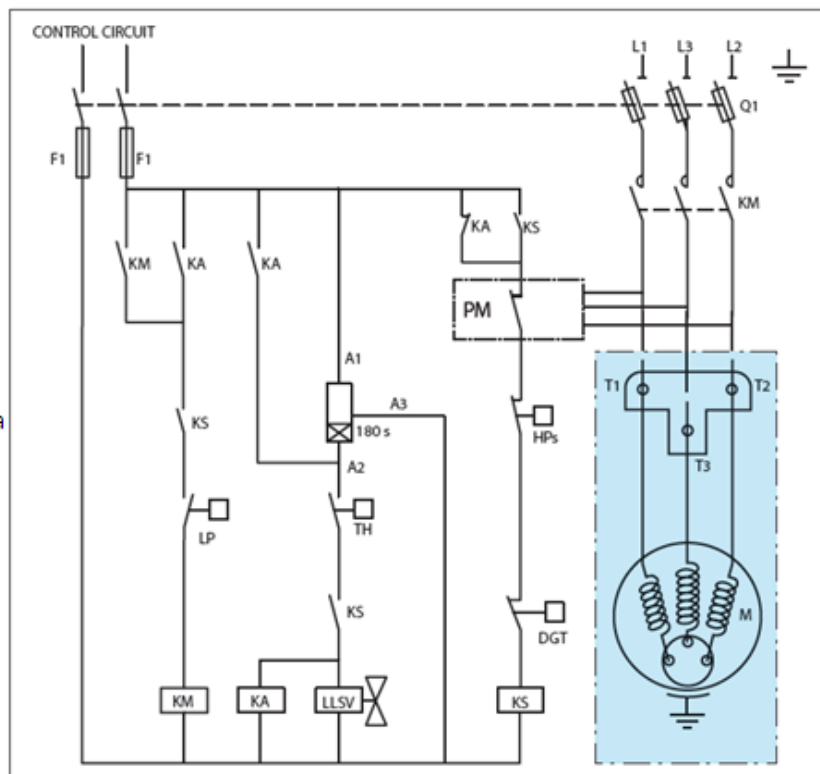 CONTROL CIRCUIT
L1 L3 L2
Q1
F1 F1
KM
KA KS
KM KA KA
PM
A1
T1 T2
A3
a
180 s
KS HPs
A2
T3
TH
LP
KS
M
DGT
KM KA LLSV KS